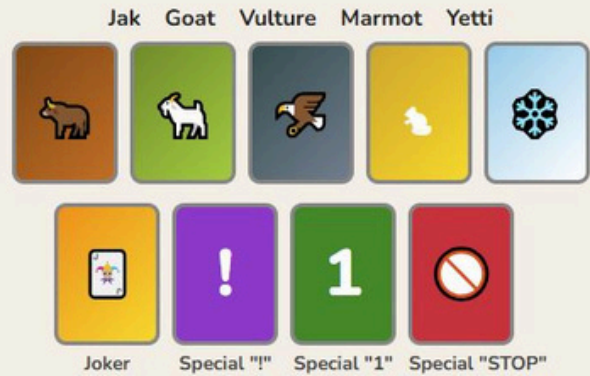 Jak Goat Vulture Marmot Yetti
! 1
Joker Special "!" Special "1" Special "STOP"